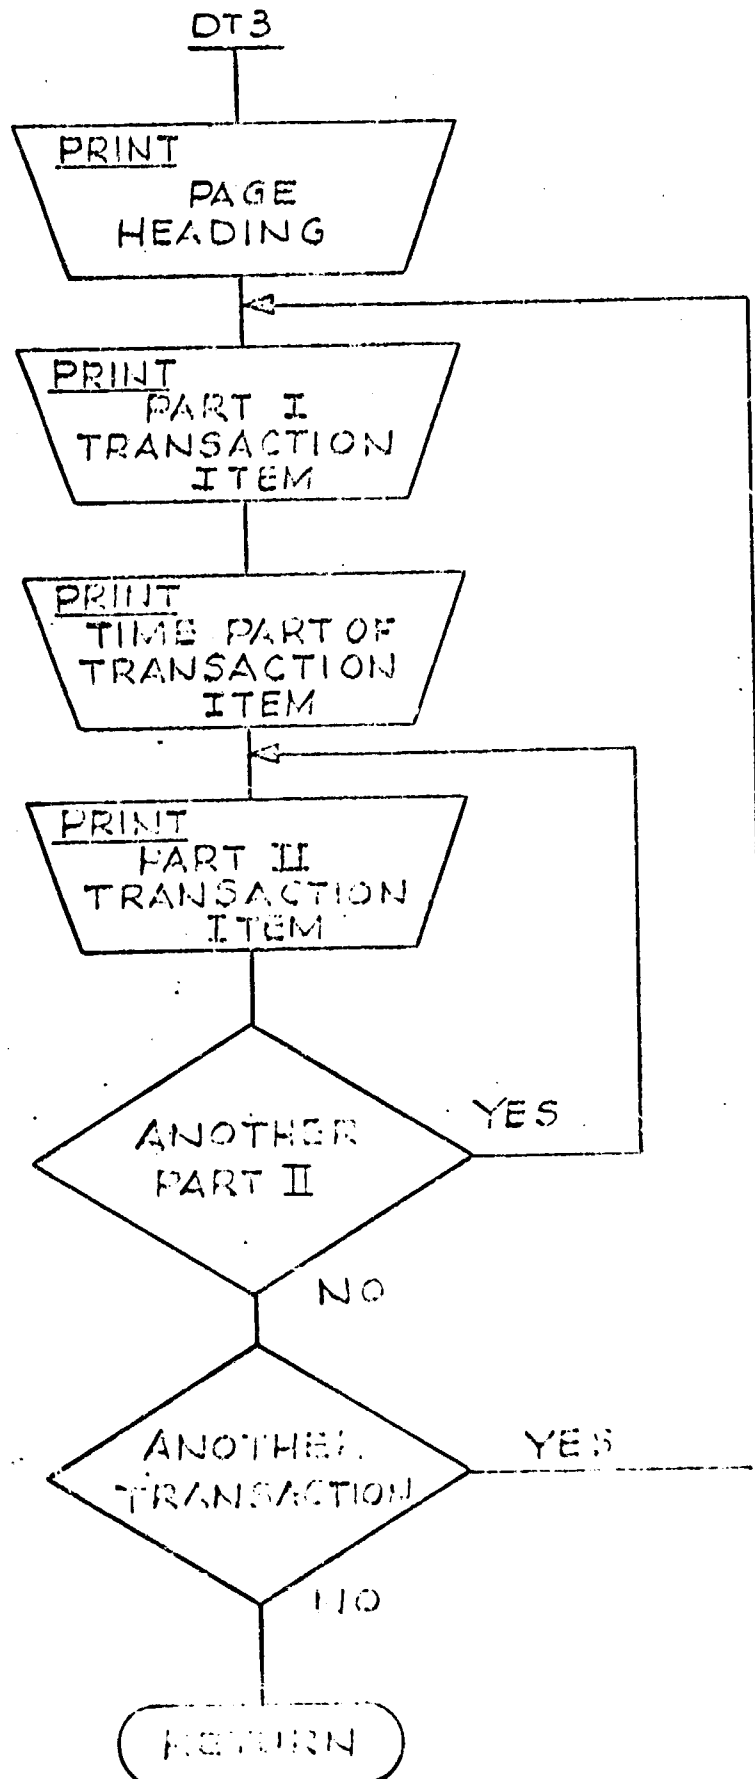 DT3
PRINT
PAGE
HEADING
PRINT
PART I
TRANSACTION
ITEM
PRINT
TIME PART OF
TRANSACTION
ITEM
PRINT
PART II
TRANSACTION
ITEM
ANOTHER
PART II
YES
NO
ANOTHER
TRANSACTION
YES
NO
RETURN